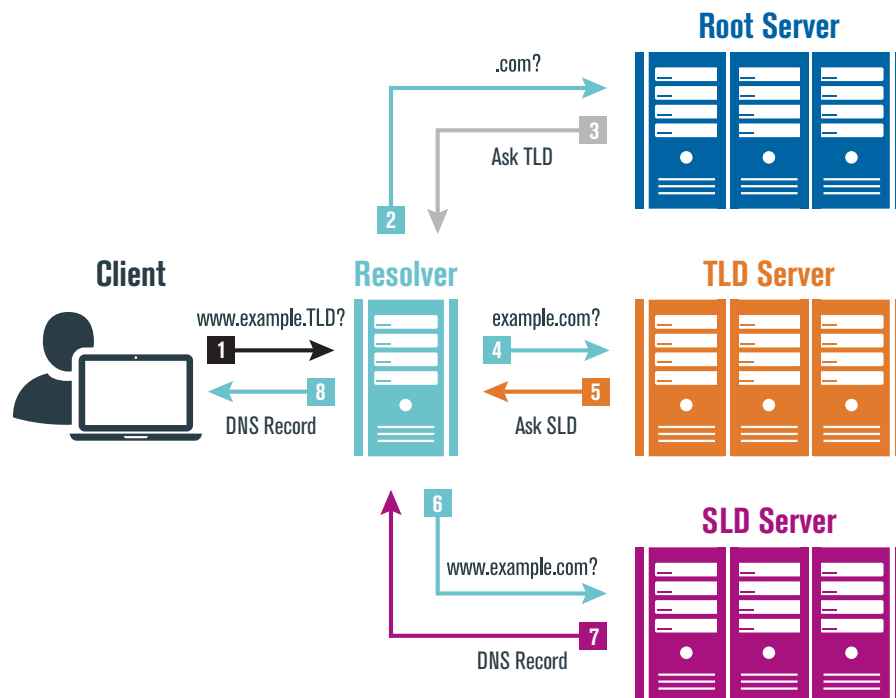 Root Server
.com?
3
Ask TLD
2
Client
Resolver
TLD Server
www.example.TLD?
example.com?
1
4
8
5
DNS Record
Ask SLD
6
SLD Server
www.example.com?
7
DNS Record